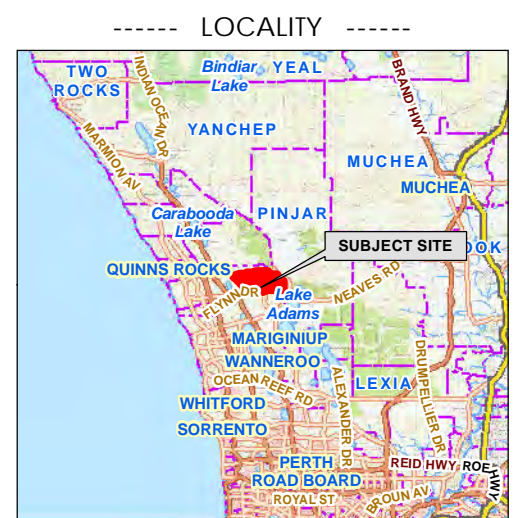 ------ LOCALITY ------
TWO
ROCKS
INDIAN OCEAN DR
Bindiar
Lake
YEAL
BRAND HWY
MARMION AV
YANCHEP
MUCHEA
MUCHEA
Carabooda
Lake
PINJAR
SUBJECT SITE
OOK
QUINNS ROCKS
FLYNN DR
Lake
Adams
NEAVES RD
MARIGINIUP
WANNEROO
OCEAN REEF RD
ALEXANDER DR
LEXIA
DRUMPELLIER DR
WHITFORD
SORRENTO
PERTH
ROAD BOARD
REID HWY
ROE HWY
ROYAL ST
BROUN AV